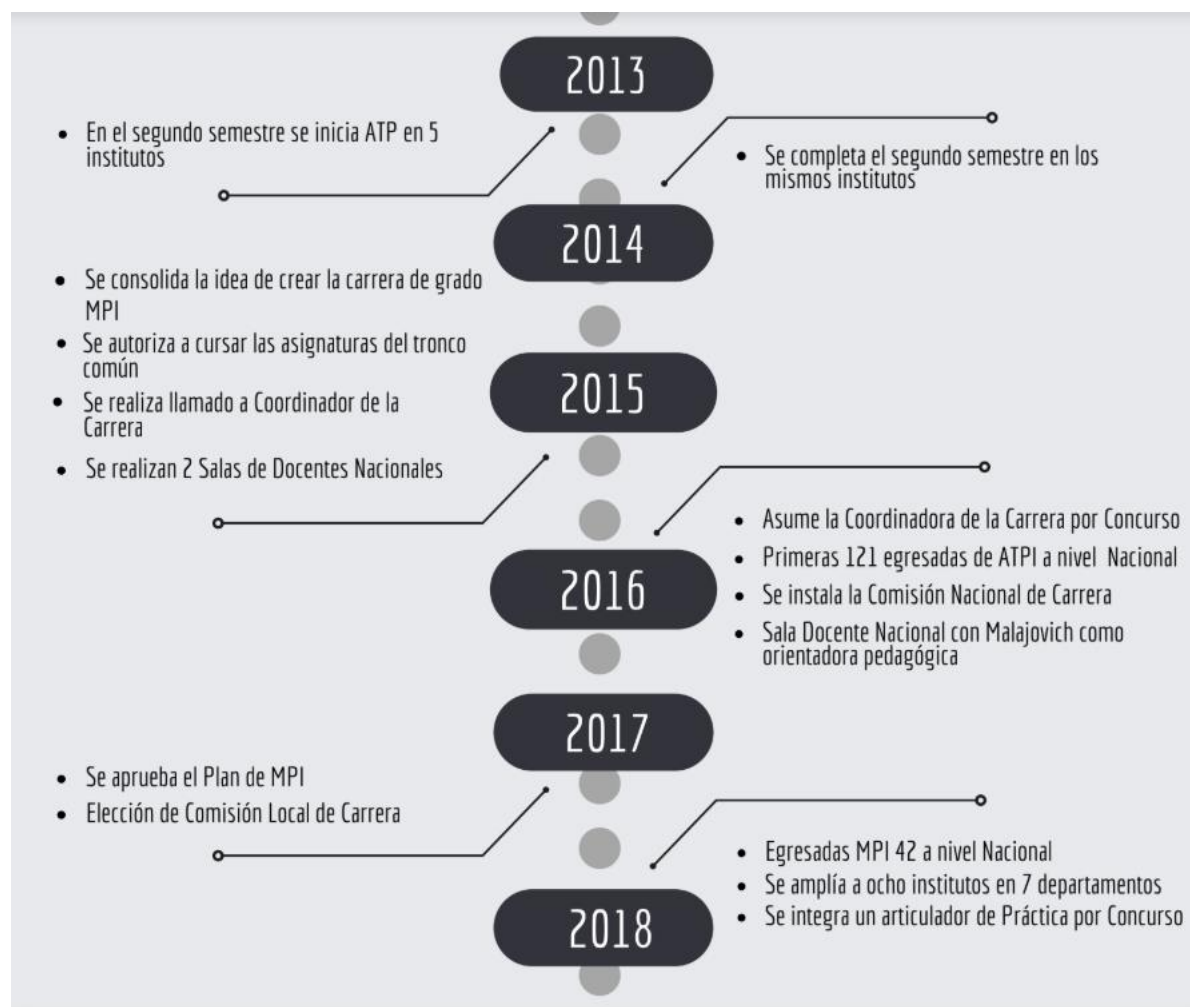 2013
• En el segundo semestre se inicia ATP en 5
institutos
• Se completa el segundo semestre en los
mismos institutos
2014
• Se consolida la idea de crear la carrera de grado
MPI
• Se autoriza a cursar las asignaturas del tronco
común
• Se realiza llamado a Coordinador de la
Carrera
• Se realizan 2 Salas de Docentes Nacionales
2015
• Asume la Coordinadora de la Carrera por Concurso
• Primeras 121 egresadas de ATPI a nivel Nacional
• Se instala la Comisión Nacional de Carrera
• Sala Docente Nacional con Malajovich como
orientadora pedagógica
2016
2017
• Se aprueba el Plan de MPI
• Elección de Comisión Local de Carrera
• Egresadas MPI 42 a nivel Nacional
• Se amplía a ocho institutos en 7 departamentos
• Se integra un articulador de Práctica por Concurso
2018